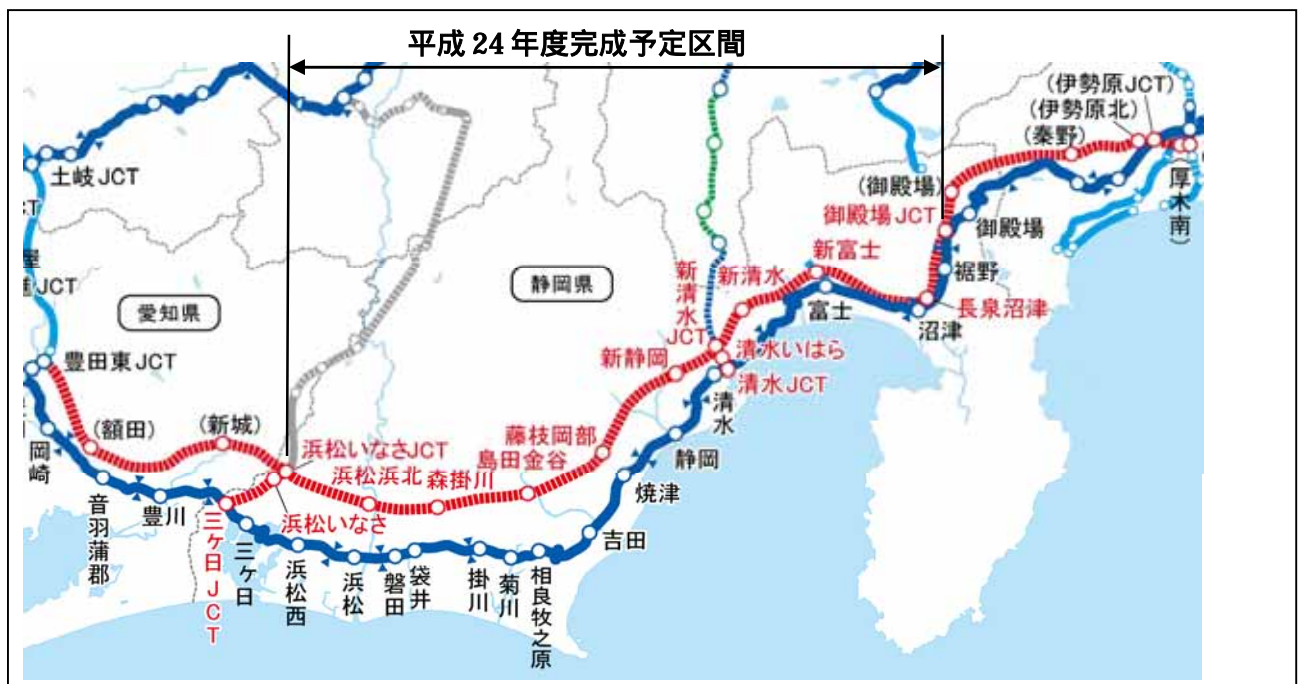 平成 24 年度完成予定区間
(伊勢原JCT)
(伊勢原北)
(秦野)
土岐JCT
(御殿場)
(厚木南)
御殿場JCT
御殿場
新富士
新清水
新清水JCT
静岡県
愛知県
裾野
長泉沼津
富士
沼津
JCT
豊田東JCT
清水いはら
新静岡
清水JCT
清水
(額田)
(新城)
藤枝岡部
浜松いなさJCT
島田金谷
静岡
岡崎
浜松浜北
森掛川
焼津
音羽蒲郡
豊川
浜松いなさ
吉田
三ヶ日JCT
三ヶ日
浜松西
浜松
磐田
袋井
掛川
菊川
相良牧之原